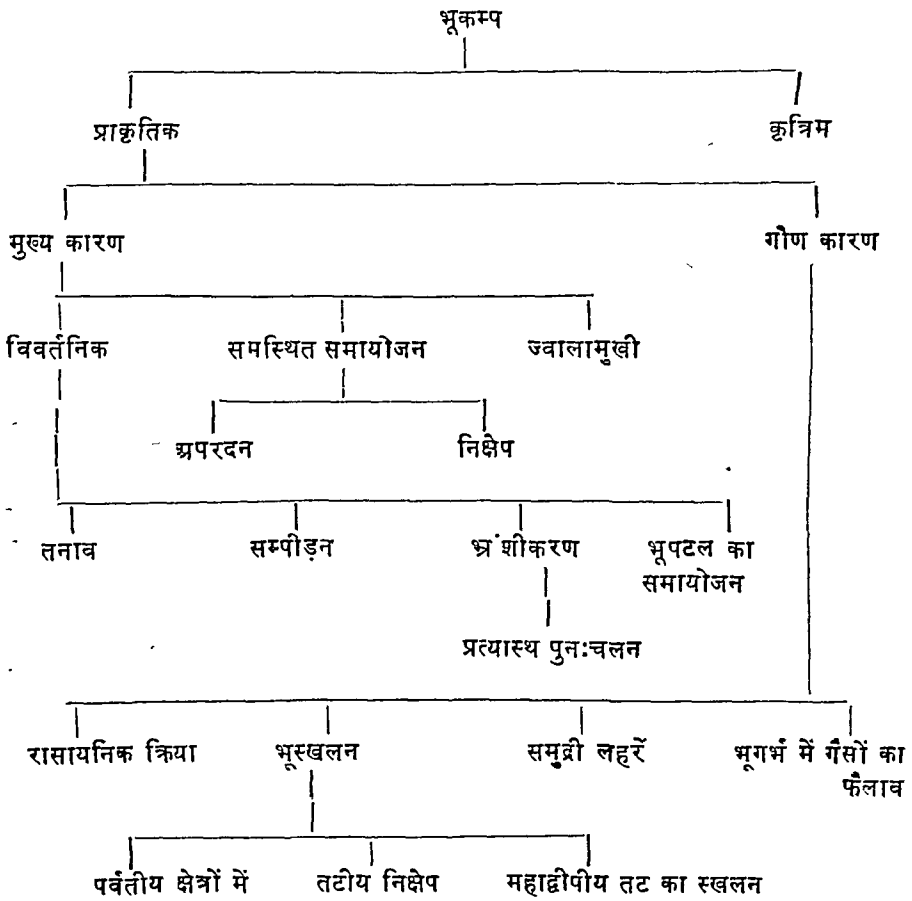 भूकम्प
प्राकृतिक कृत्रिम
मुख्य कारण गौण कारण
विवर्तनिक समस्थित समायोजन ज्वालामुखी
अपरदन निक्षेप
तनाव सम्पीड़न भ्रंशीकरण भूपटल का
समायोजन
प्रत्यास्थ पुनःचलन
रासायनिक क्रिया भूस्खलन समुद्री लहरें भूगर्भ में गैसों का
फैलाव
पर्वतीय क्षेत्रों में तटीय निक्षेप महाद्वीपीय तट का स्खलन